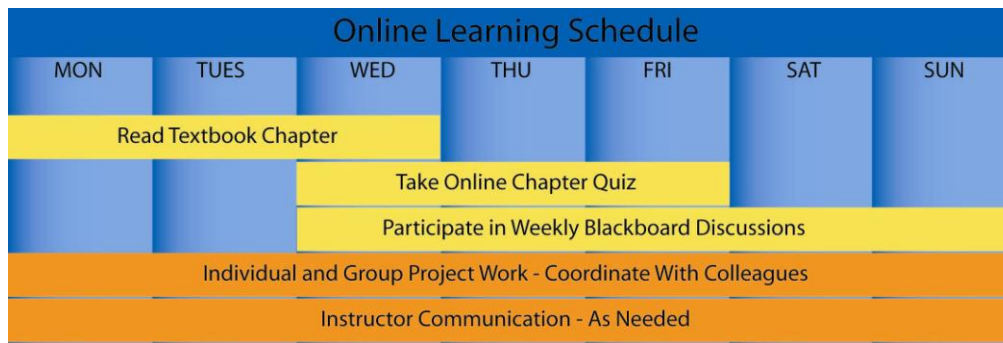 Online Learning Schedule
MON TUES WED THU FRI SAT SUN
Read Textbook Chapter
Take Online Chapter Quiz
Participate in Weekly Blackboard Discussions
Individual and Group Project Work - Coordinate With Colleagues
Instructor Communication - As Needed